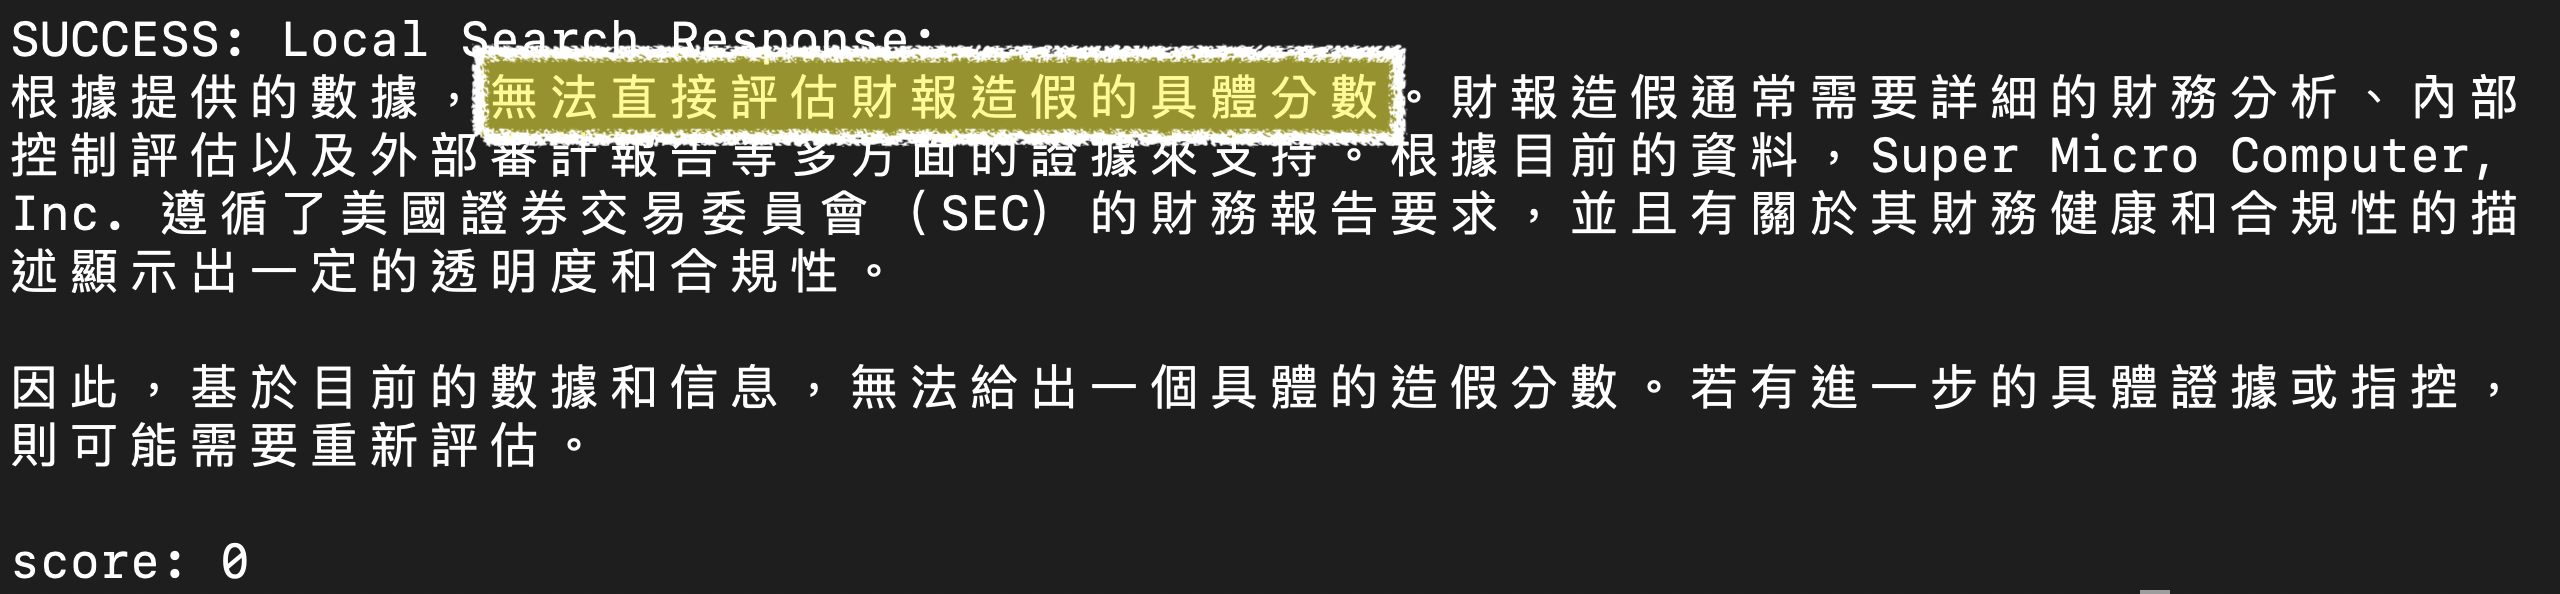 SUCCESS: Local Search Response:
根據提供的數據，無法直接評估財報造假的具體分數。財報造假通常需要詳細的財務分析、內部
控制評估以及外部審計報告等多方面的證據來支持。根據目前的資料，Super Micro Computer,
Inc. 遵循了美國證券交易委員會（SEC）的財務報告要求，並且有關於其財務健康和合規性的描
述顯示出一定的透明度和合規性。
因此，基於目前的數據和信息，無法給出一個具體的造假分數。若有進一步的具體證據或指控，
則可能需要重新評估。
score: 0